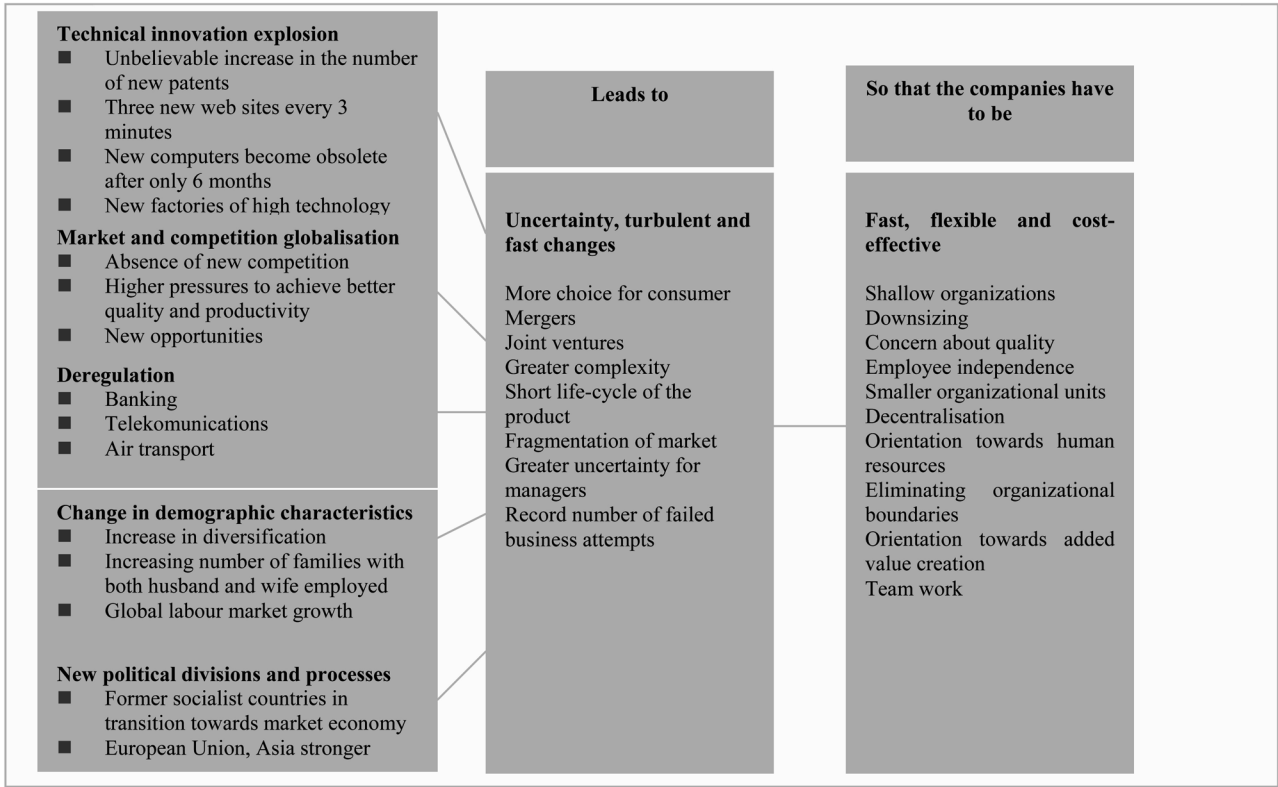 Technical innovation explosion
■ Unbelievable increase in the number
of new patents
■ Three new web sites every 3
minutes
■ New computers become obsolete
after only 6 months
■ New factories of high technology
Market and competition globalisation
■ Absence of new competition
■ Higher pressures to achieve better
quality and productivity
■ New opportunities
Deregulation
■ Banking
■ Telekomunications
■ Air transport
Change in demographic characteristics
■ Increase in diversification
■ Increasing number of families with
both husband and wife employed
■ Global labour market growth
New political divisions and processes
■ Former socialist countries in
transition towards market economy
■ European Union, Asia stronger
Leads to
Uncertainty, turbulent and
fast changes
More choice for consumer
Mergers
Joint ventures
Greater complexity
Short life-cycle of the
product
Fragmentation of market
Greater uncertainty for
managers
Record number of failed
business attempts
So that the companies have
to be
Fast, flexible and cost-
effective
Shallow organizations
Downsizing
Concern about quality
Employee independence
Smaller organizational units
Decentralisation
Orientation towards human
resources
Eliminating organizational
boundaries
Orientation towards added
value creation
Team work